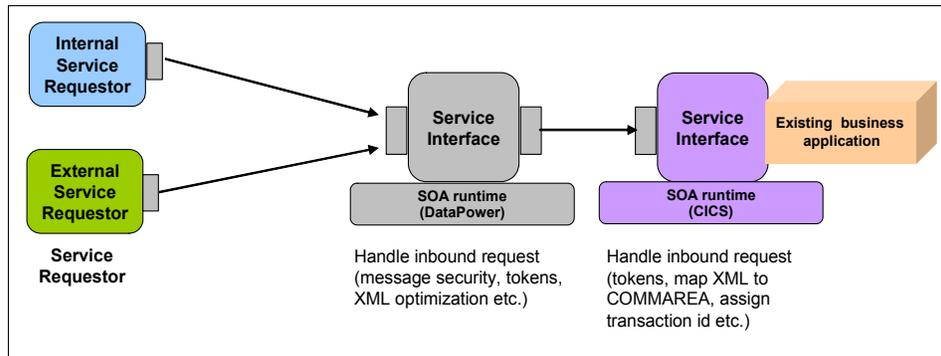 Internal
Service
Requestor
External
Service
Requestor
Service
Requestor
Service
Interface
SOA runtime
(DataPower)
Handle inbound request
(message security, tokens,
XML optimization etc.)
Service
Interface
SOA runtime
(CICS)
Handle inbound request
(tokens, map XML to
COMMAREA, assign
transaction id etc.)
Existing business
application